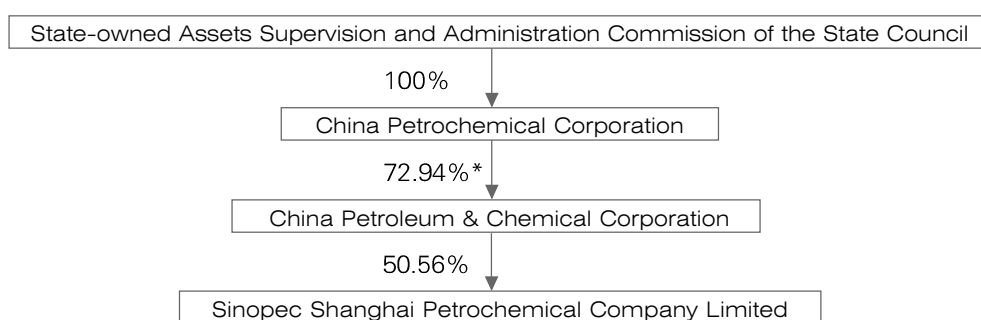 State-owned Assets Supervision and Administration Commission of the State Council
100%
China Petrochemical Corporation
72.94%*
China Petroleum & Chemical Corporation
50.56%
Sinopec Shanghai Petrochemical Company Limited